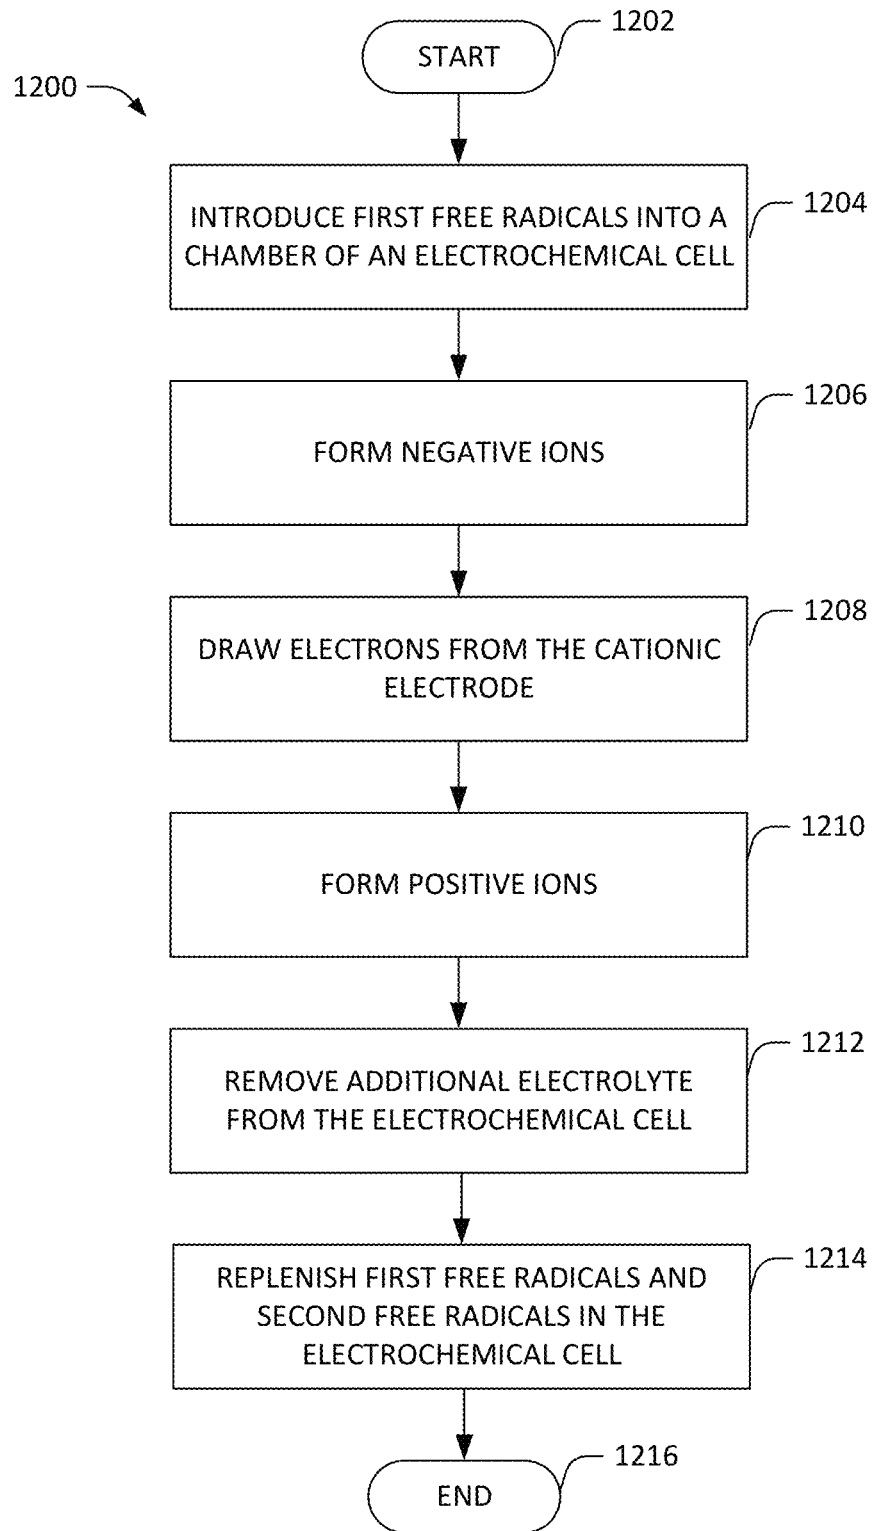 1202
START
1200
1204
INTRODUCE FIRST FREE RADICALS INTO A
CHAMBER OF AN ELECTROCHEMICAL CELL
1206
FORM NEGATIVE IONS
1208
DRAW ELECTRONS FROM THE CATIONIC
ELECTRODE
1210
FORM POSITIVE IONS
1212
REMOVE ADDITIONAL ELECTROLYTE
FROM THE ELECTROCHEMICAL CELL
1214
REPLENISH FIRST FREE RADICALS AND
SECOND FREE RADICALS IN THE
ELECTROCHEMICAL CELL
1216
END